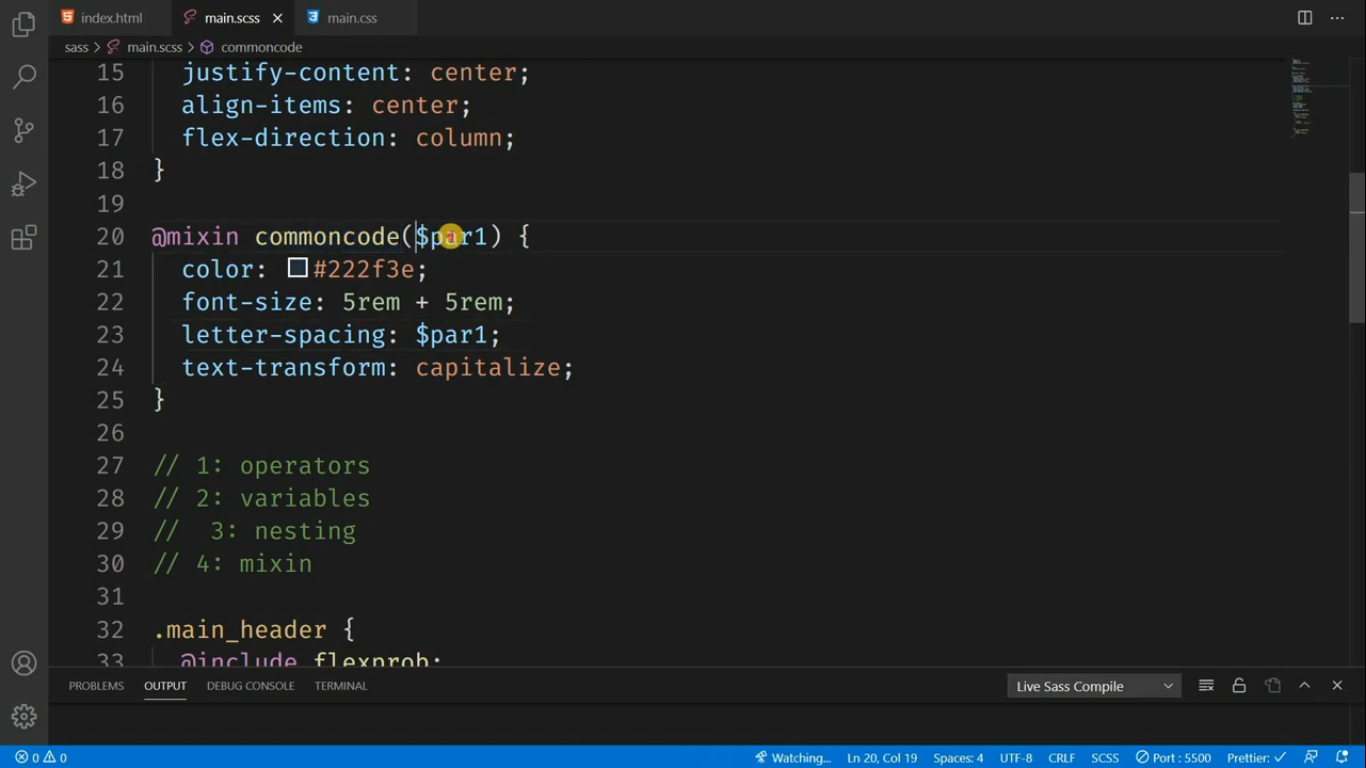 index.html
main.scss
main.css
sass > main.scss > commoncode
15 justify-content: center;
16 align-items: center;
17 flex-direction: column;
18 }
19
20 @mixin commoncode($par1) {
21 color: #222f3e;
22 font-size: 5rem + 5rem;
23 letter-spacing: $par1;
24 text-transform: capitalize;
25 }
26
27 // 1: operators
28 // 2: variables
29 //  3: nesting
30 // 4: mixin
31
32 .main_header {
33 @include flexprob;
PROBLEMS OUTPUT DEBUG CONSOLE TERMINAL Live Sass Compile
0 0 Watching... Ln 20, Col 19 Spaces: 4 UTF-8 CRLF SCSS Port : 5500 Prettier: ✓